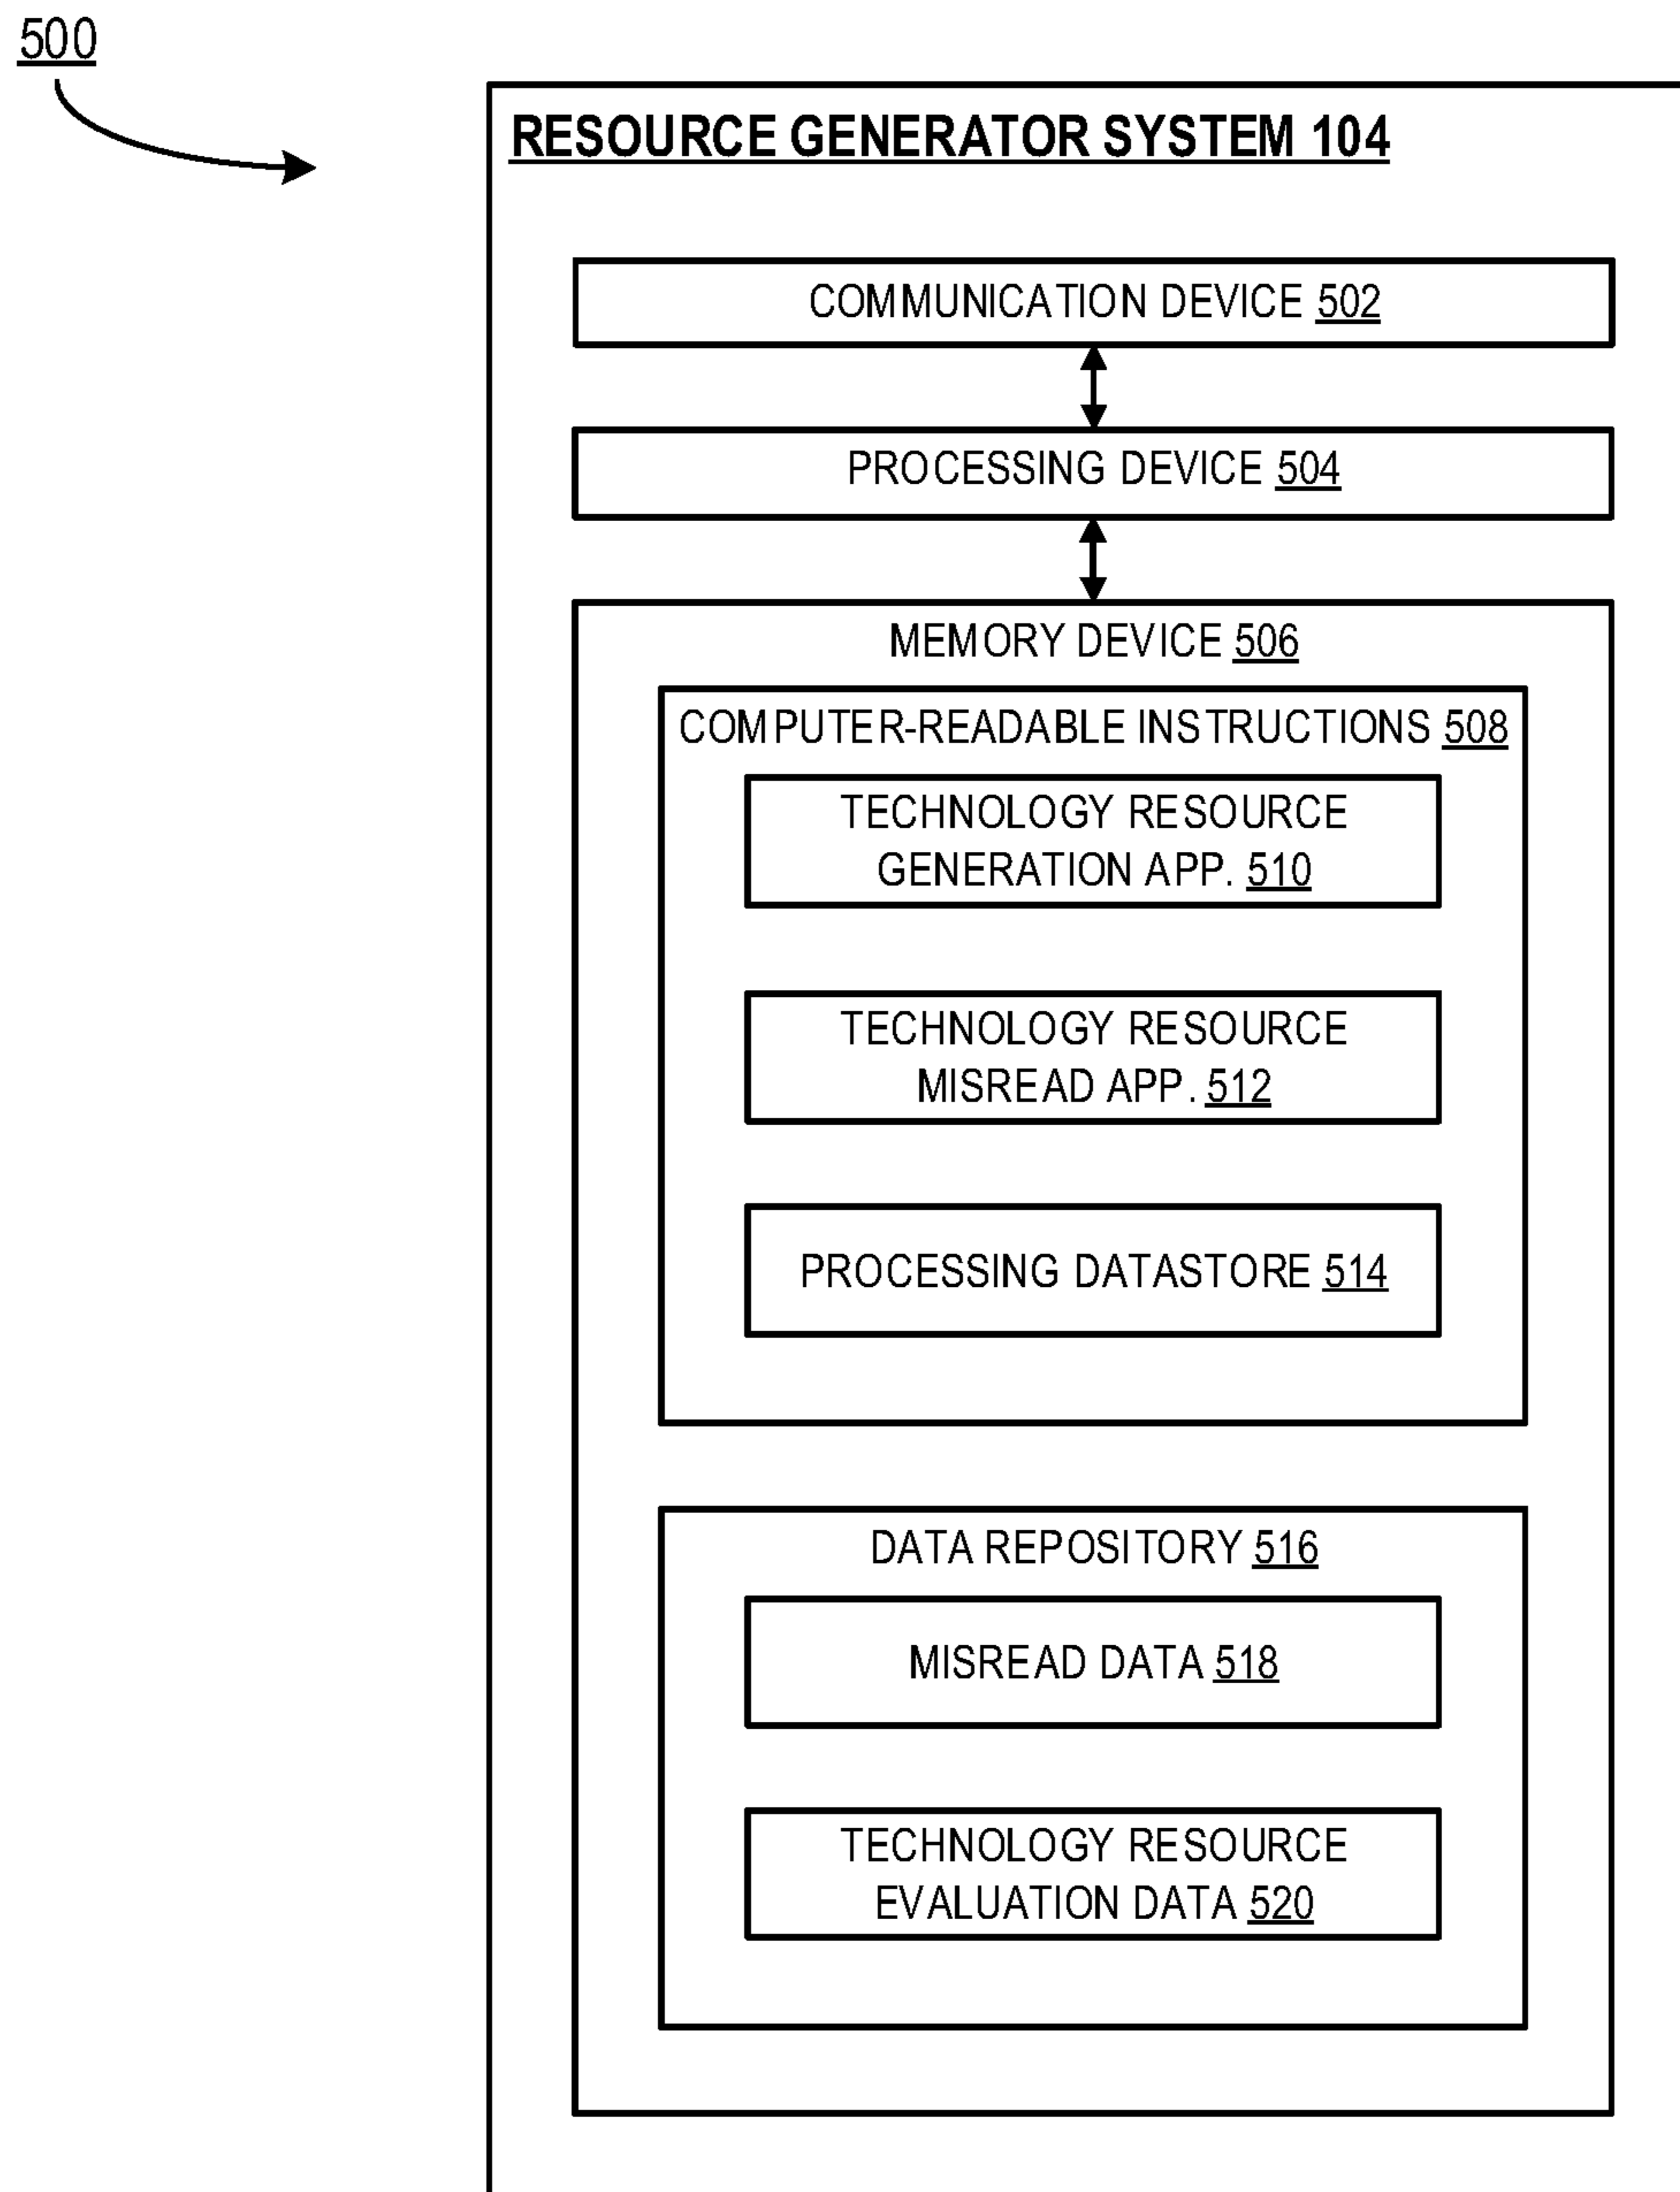 500
RESOURCE GENERATOR SYSTEM 104
COMMUNICATION DEVICE 502
PROCESSING DEVICE 504
MEMORY DEVICE 506
COMPUTER-READABLE INSTRUCTIONS 508
TECHNOLOGY RESOURCE
GENERATION APP. 510
TECHNOLOGY RESOURCE
MISREAD APP. 512
PROCESSING DATASTORE 514
DATA REPOSITORY 516
MISREAD DATA 518
TECHNOLOGY RESOURCE
EVALUATION DATA 520